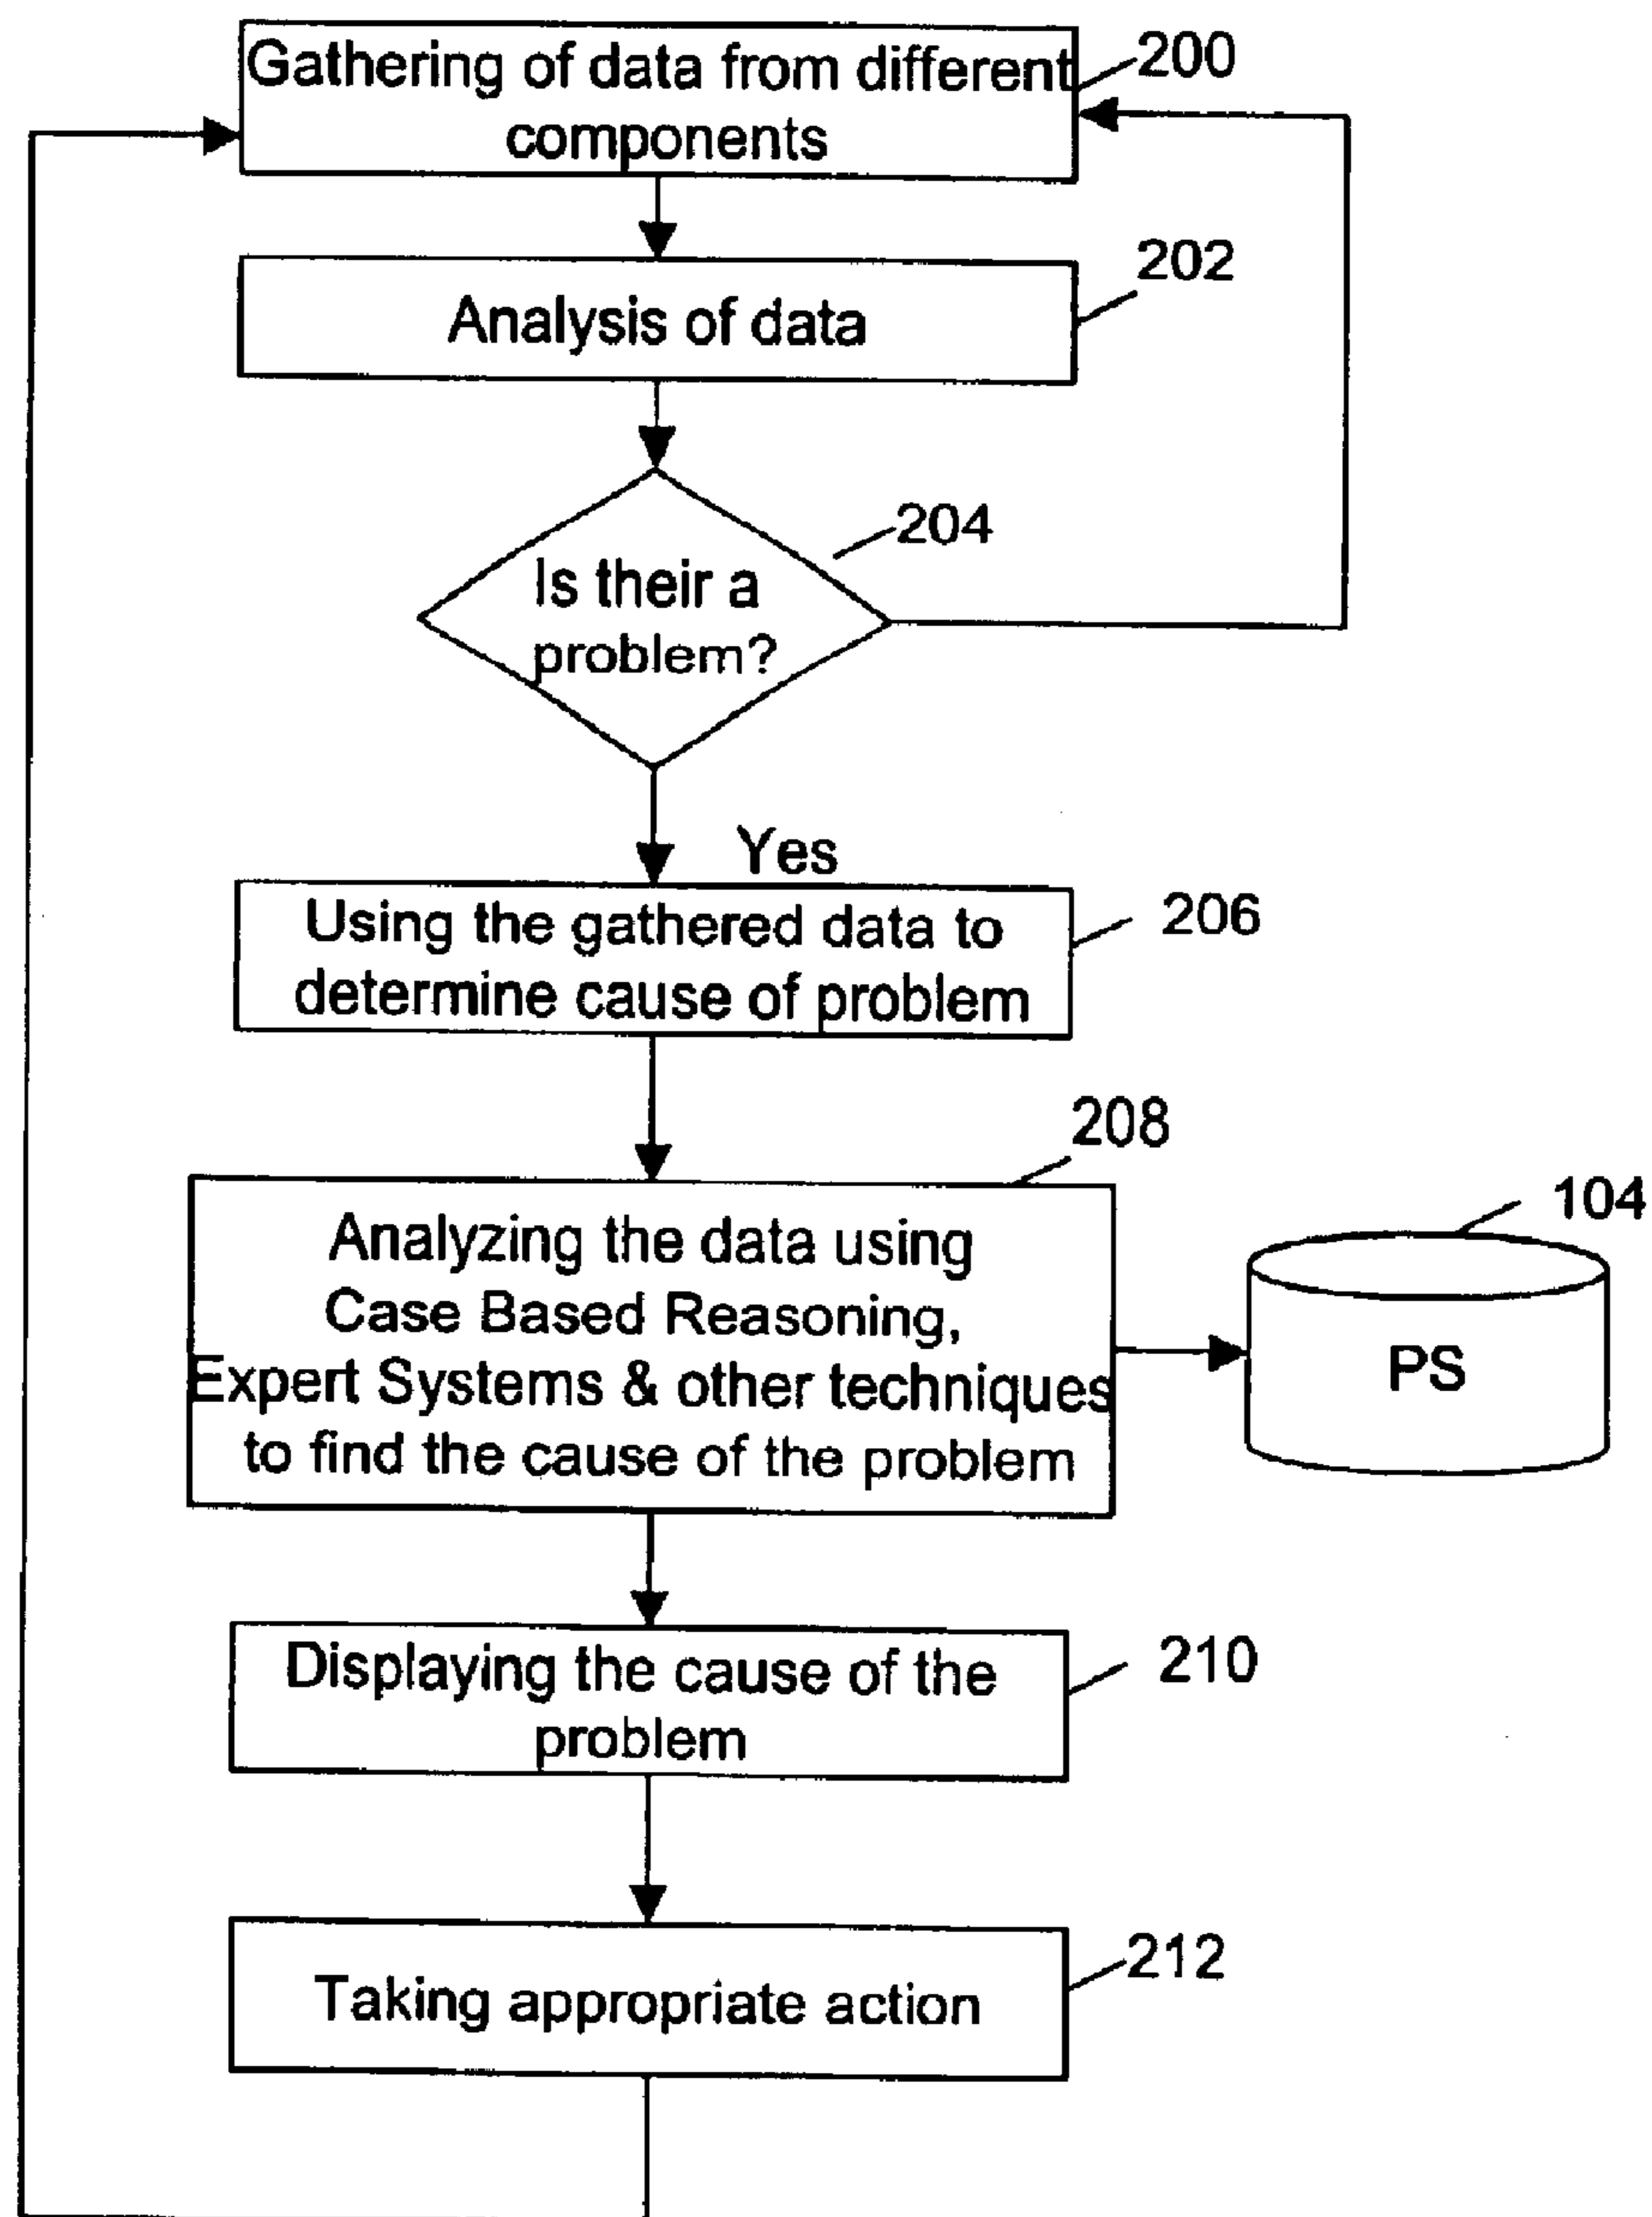 Gathering of data from different
components
200
Analysis of data
202
Is their a
problem?
204
Yes
Using the gathered data to
determine cause of problem
206
208
Analyzing the data using
Case Based Reasoning,
Expert Systems & other techniques
to find the cause of the problem
104
PS
Displaying the cause of the
problem
210
Taking appropriate action
212